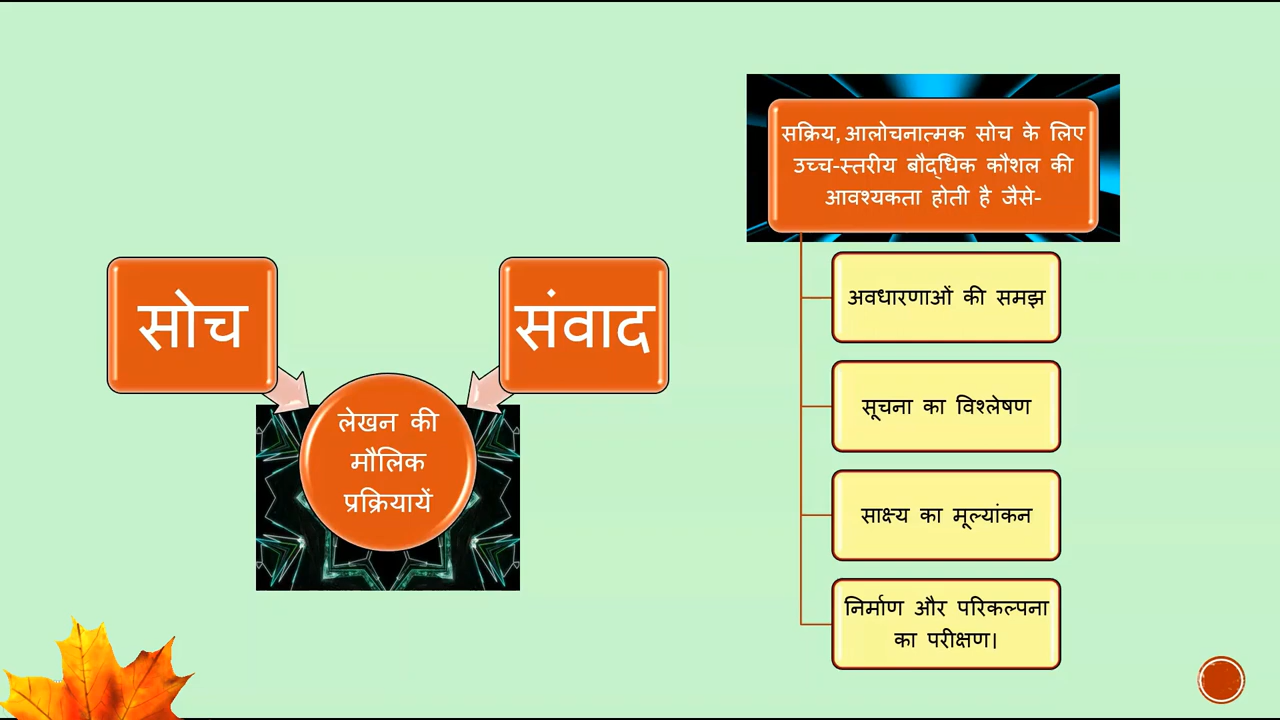 सोच
संवाद
लेखन की
मौलिक
प्रक्रियायें
सक्रिय, आलोचनात्मक सोच के लिए
उच्च-स्तरीय बौद्धिक कौशल की
आवश्यकता होती है जैसे-
अवधारणाओं की समझ
सूचना का विश्लेषण
साक्ष्य का मूल्यांकन
निर्माण और परिकल्पना
का परीक्षण।